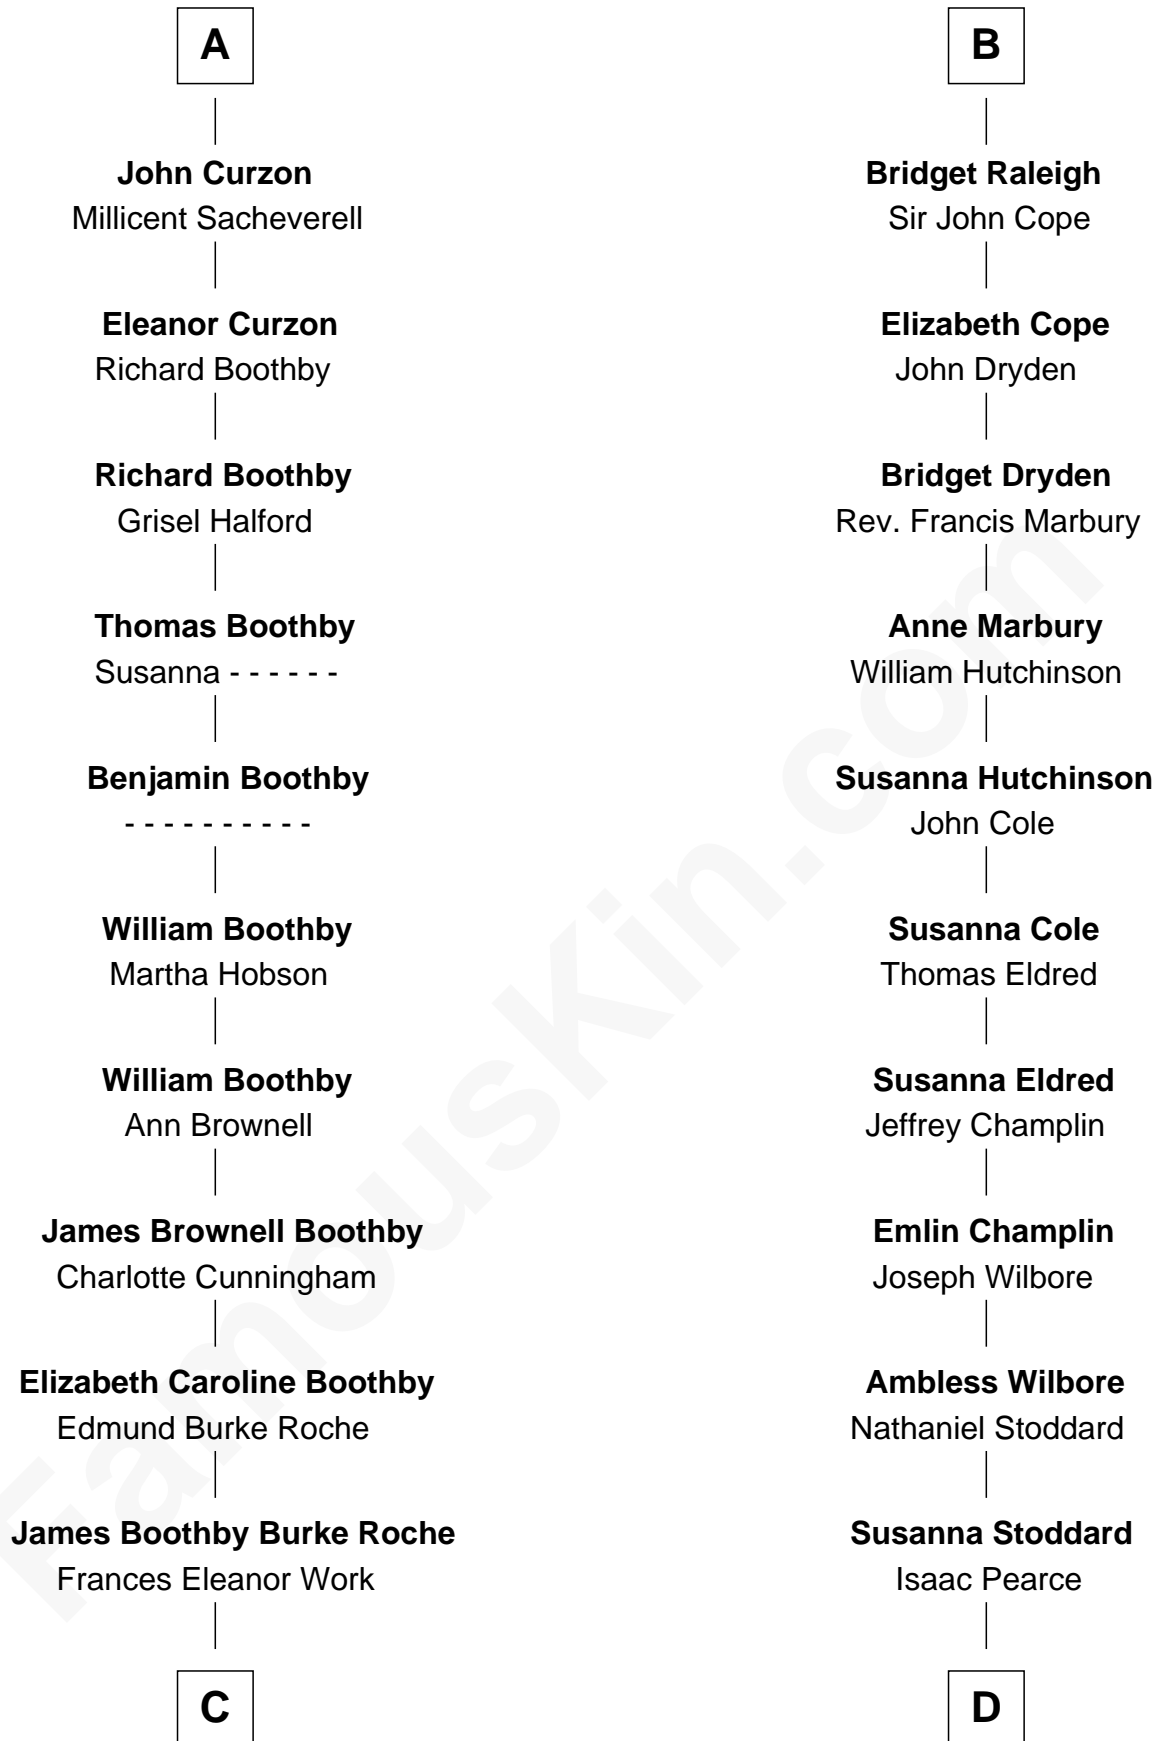 A
John Curzon
Millicent Sacheverell
Eleanor Curzon
Richard Boothby
Richard Boothby
Grisel Halford
Thomas Boothby
Susanna - - - - - -
Benjamin Boothby
- - - - - - - - - -
William Boothby
Martha Hobson
William Boothby
Ann Brownell
James Brownell Boothby
Charlotte Cunningham
Elizabeth Caroline Boothby
Edmund Burke Roche
James Boothby Burke Roche
Frances Eleanor Work
C
B
Bridget Raleigh
Sir John Cope
Elizabeth Cope
John Dryden
Bridget Dryden
Rev. Francis Marbury
Anne Marbury
William Hutchinson
Susanna Hutchinson
John Cole
Susanna Cole
Thomas Eldred
Susanna Eldred
Jeffrey Champlin
Emlin Champlin
Joseph Wilbore
Ambless Wilbore
Nathaniel Stoddard
Susanna Stoddard
Isaac Pearce
D
FamousKin.com